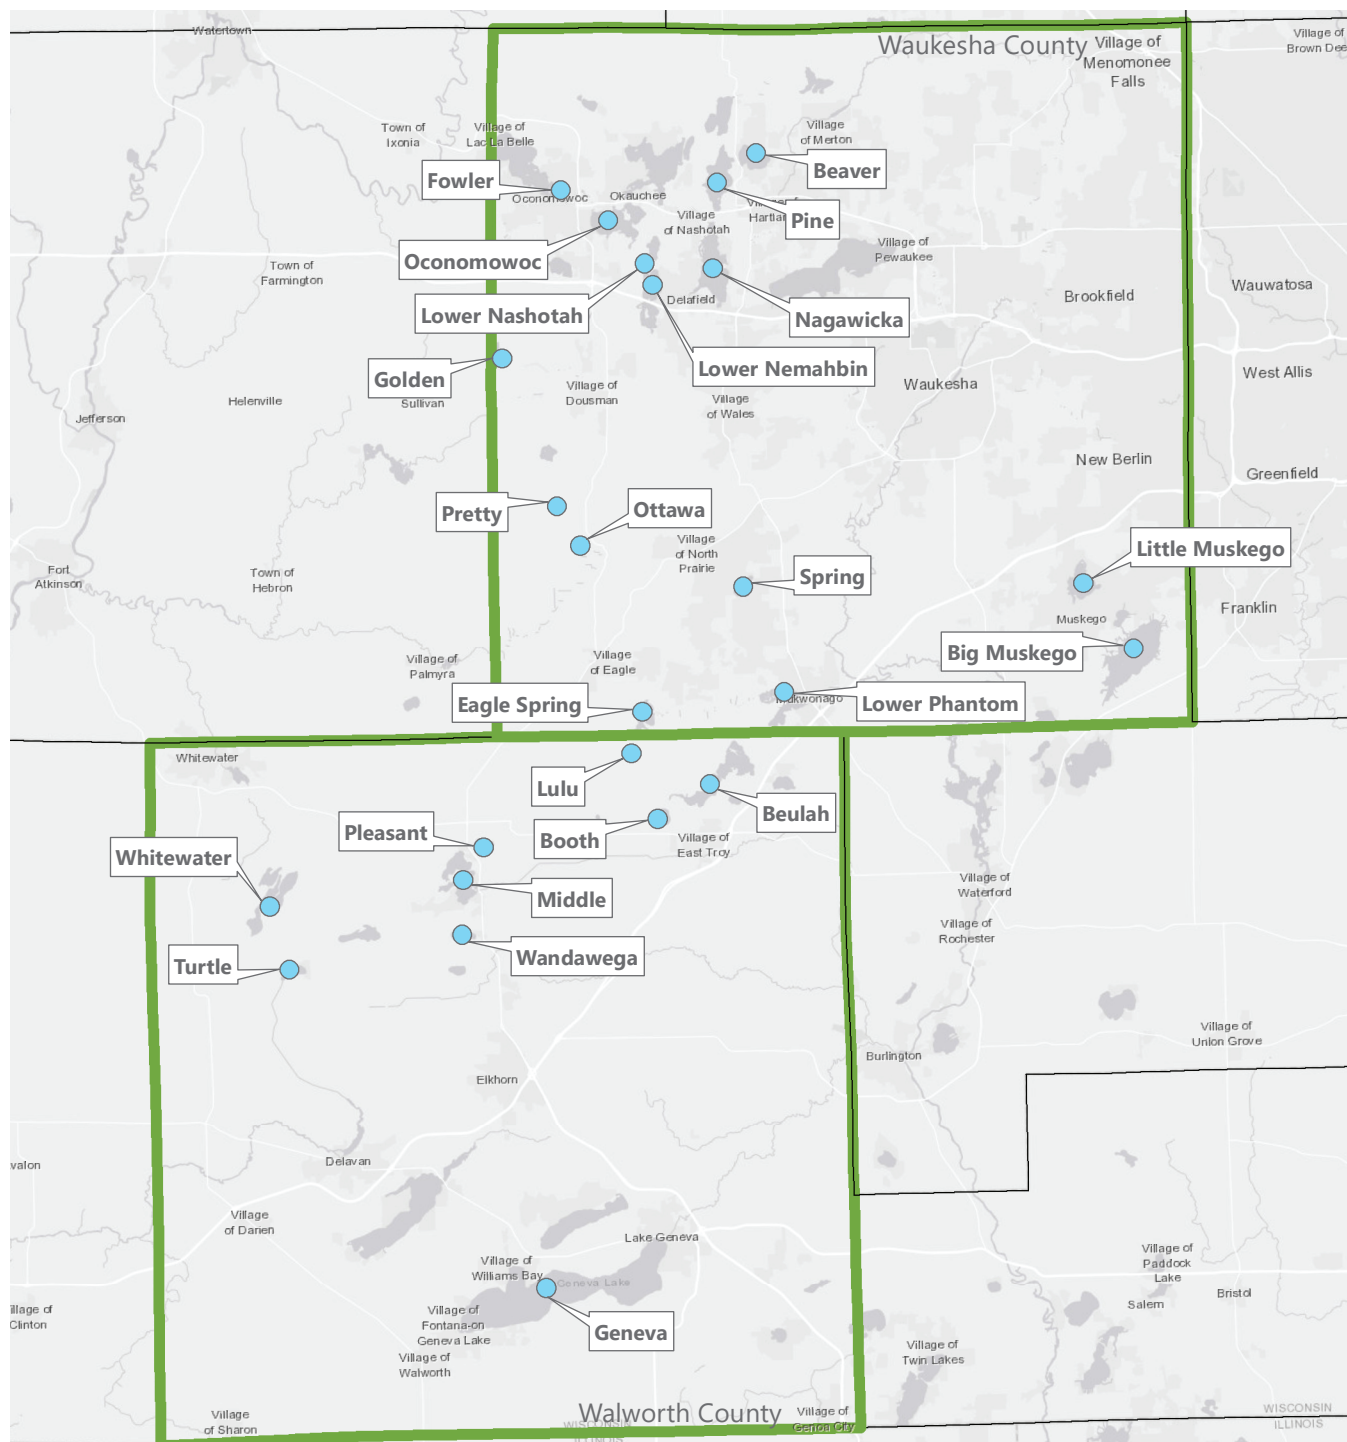 Watertown
Waukesha County
Village of
Menomonee
Falls
Village of
Brown Dee
Town of
Ixonia
Village of
Lac La Belle
Village
of Merton
Beaver
Fowler
Oconomowoc
Okauchee
Pine
Village of
Hartlan
Village
of Nashotah
Oconomowoc
Village of
Pewaukee
Town of
Farmington
Lower Nashotah
Delafield
Nagawicka
Brookfield
Wauwatosa
Lower Nemahbin
Golden
Sullivan
Village of
Dousman
Village
of Wales
Waukesha
West Allis
Helenville
Jefferson
New Berlin
Greenfield
Pretty
Ottawa
Village
of North
Prairie
Little Muskego
Spring
Fort
Atkinson
Town of
Hebron
Muskego
Franklin
Big Muskego
Village of
Palmyra
Village
of Eagle
Eagle Spring
Mukwonago
Lower Phantom
Whitewater
Lulu
Beulah
Pleasant
Booth
Village of
East Troy
Whitewater
Middle
Village of
Waterford
Village of
Rochester
Wandawega
Turtle
Village of
Union Grove
Burlington
Elkhorn
valon
Delavan
Village
of Darien
Lake Geneva
Village of
Williams Bay
Geneva Lake
Village of
Paddock
Lake
Bristol
Salem
Village of
Clinton
Village of
Fontana-on
Geneva Lake
Geneva
Village of
Walworth
Village of
Twin Lakes
Walworth County
Village
of Sharon
Village of
Genoa City
WISCONSIN
ILLINOIS
WISCONSIN
ILLINOIS